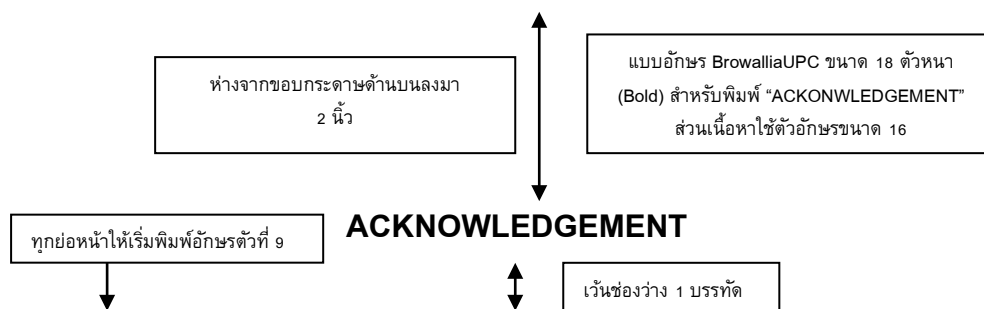 ห่างจากขอบกระดาษด้านบนลงมา
2 นิ้ว
แบบอักษร BrowalliaUPC ขนาด 18 ตัวหนา
(Bold) สำหรับพิมพ์ “ACKONWLEDGEMENT”
ส่วนเนื้อหาใช้ตัวอักษรขนาด 16
ACKNOWLEDGEMENT
ทุกย่อหน้าให้เริ่มพิมพ์อักษรตัวที่ 9
เว้นช่องว่าง 1 บรรทัด